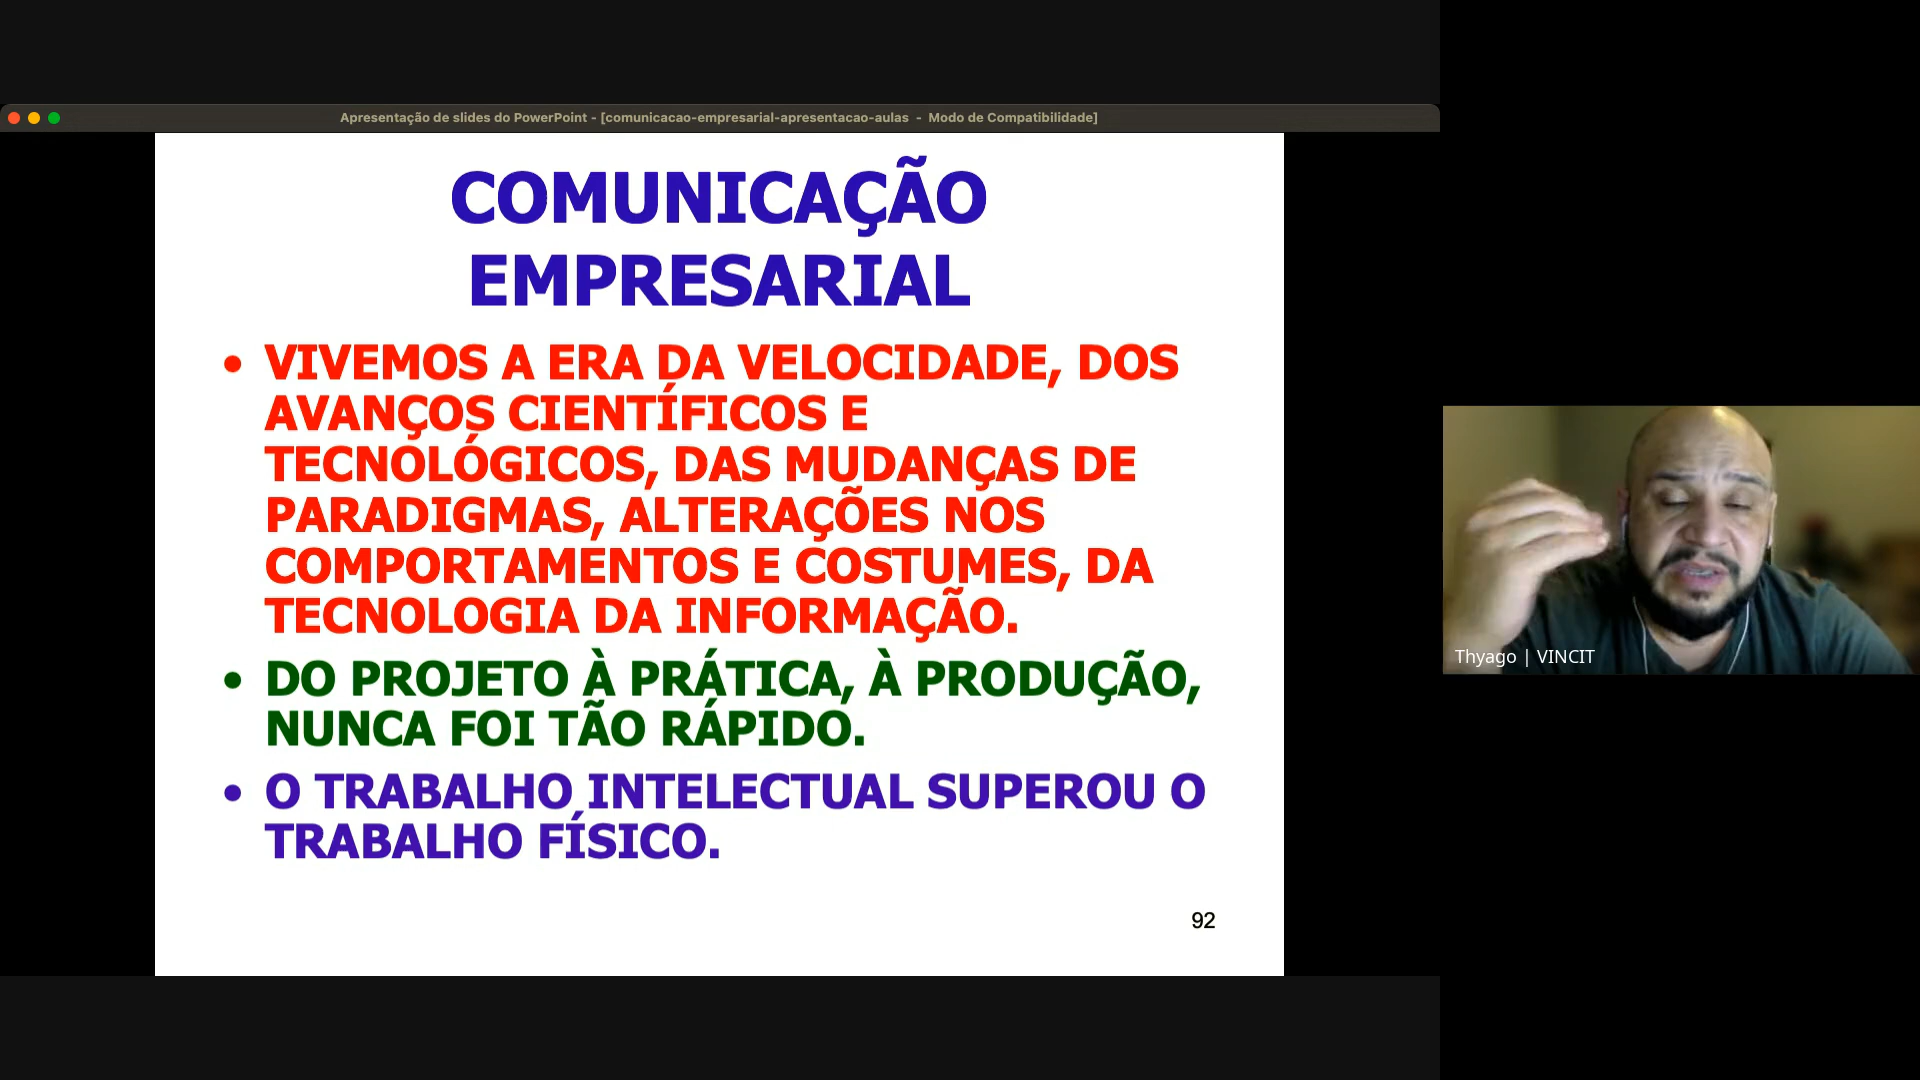 Apresentação de slides do PowerPoint - [comunicacao-empresarial-apresentacao-aulas - Modo de Compatibilidade]
COMUNICAÇÃO
EMPRESARIAL
• VIVEMOS A ERA DA VELOCIDADE, DOS
AVANÇOS CIENTÍFICOS E
TECNOLÓGICOS, DAS MUDANÇAS DE
PARADIGMAS, ALTERAÇÕES NOS
COMPORTAMENTOS E COSTUMES, DA
TECNOLOGIA DA INFORMAÇÃO.
• DO PROJETO À PRÁTICA, À PRODUÇÃO,
NUNCA FOI TÃO RÁPIDO.
• O TRABALHO INTELECTUAL SUPEROU O
TRABALHO FÍSICO.
92
Thyago | VINCIT